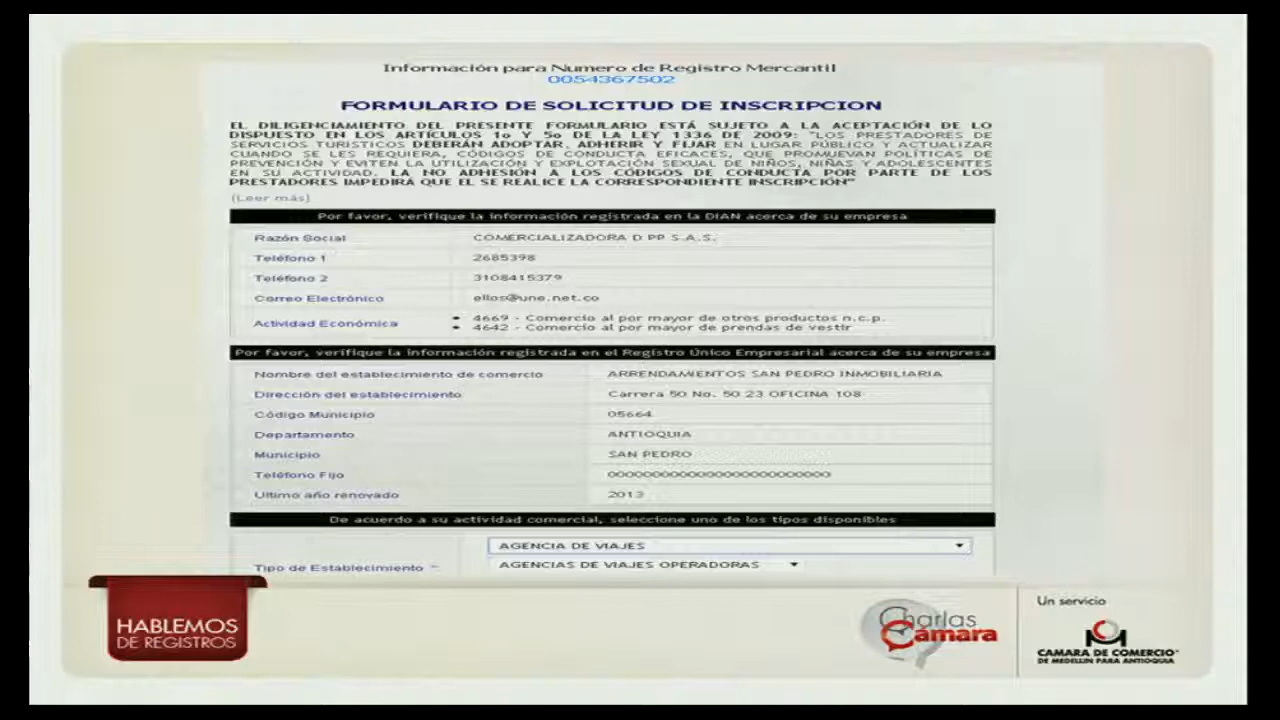 Información para Numero de Registro Mercantil
0054367502
FORMULARIO DE SOLICITUD DE INSCRIPCION
EL DILIGENCIAMIENTO DEL PRESENTE FORMULARIO ESTÁ SUJETO A LA ACEPTACIÓN DE LO
DISPUESTO EN LOS ARTÍCULOS 1o Y 5o DE LA LEY 1336 DE 2009: "LOS PRESTADORES DE
SERVICIOS TURISTICOS DEBERÁN ADOPTAR, ADHERIR Y FIJAR EN LUGAR PÚBLICO Y ACTUALIZAR
CUANDO SE LES REQUIERA, CÓDIGOS DE CONDUCTA EFICACES, QUE PROMUEVAN POLÍTICAS DE
PREVENCIÓN Y EVITEN LA UTILIZACIÓN Y EXPLOTACIÓN SEXUAL DE NIÑOS, NIÑAS Y ADOLESCENTES
EN SU ACTIVIDAD. LA NO ADHESIÓN A LOS CÓDIGOS DE CONDUCTA POR PARTE DE LOS
PRESTADORES IMPEDIRÁ QUE EL SE REALICE LA CORRESPONDIENTE INSCRIPCIÓN"
(Leer más)
Por favor, verifique la información registrada en la DIAN acerca de su empresa
Razón Social COMERCIALIZADORA D PP S.A.S.
Teléfono 1 2685398
Teléfono 2 3108415379
Correo Electrónico ellos@une.net.co
Actividad Económica
• 4669 - Comercio al por mayor de otros productos n.c.p.
• 4642 - Comercio al por mayor de prendas de vestir
Por favor, verifique la información registrada en el Registro Único Empresarial acerca de su empresa
Nombre del establecimiento de comercio ARRENDAMIENTOS SAN PEDRO INMOBILIARIA
Dirección del establecimiento Carrera 50 No. 50 23 OFICINA 108
Código Municipio 05664
Departamento ANTIOQUIA
Municipio SAN PEDRO
Teléfono Fijo
Ultimo año renovado 2013
De acuerdo a su actividad comercial, seleccione uno de los tipos disponibles
AGENCIA DE VIAJES
Tipo de Establecimiento AGENCIAS DE VIAJES OPERADORAS
HABLEMOS
DE REGISTROS
Charlas
Cámara
Un servicio
CAMARA DE COMERCIO
DE MEDELLIN PARA ANTIOQUIA